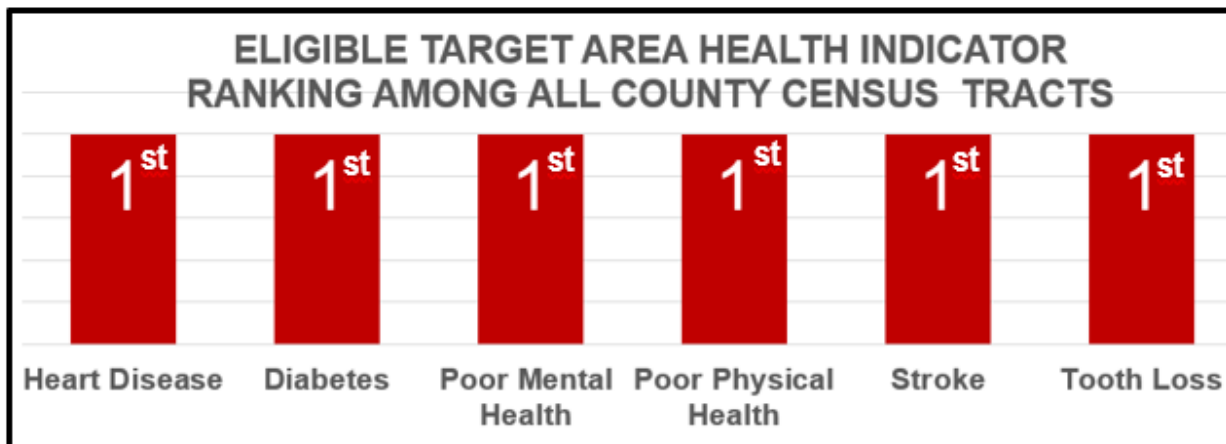 ELIGIBLE TARGET AREA HEALTH INDICATOR
RANKING AMONG ALL COUNTY CENSUS TRACTS
1st 1st 1st 1st 1st 1st
Heart Disease
Diabetes
Poor Mental
Health
Poor Physical
Health
Stroke
Tooth Loss